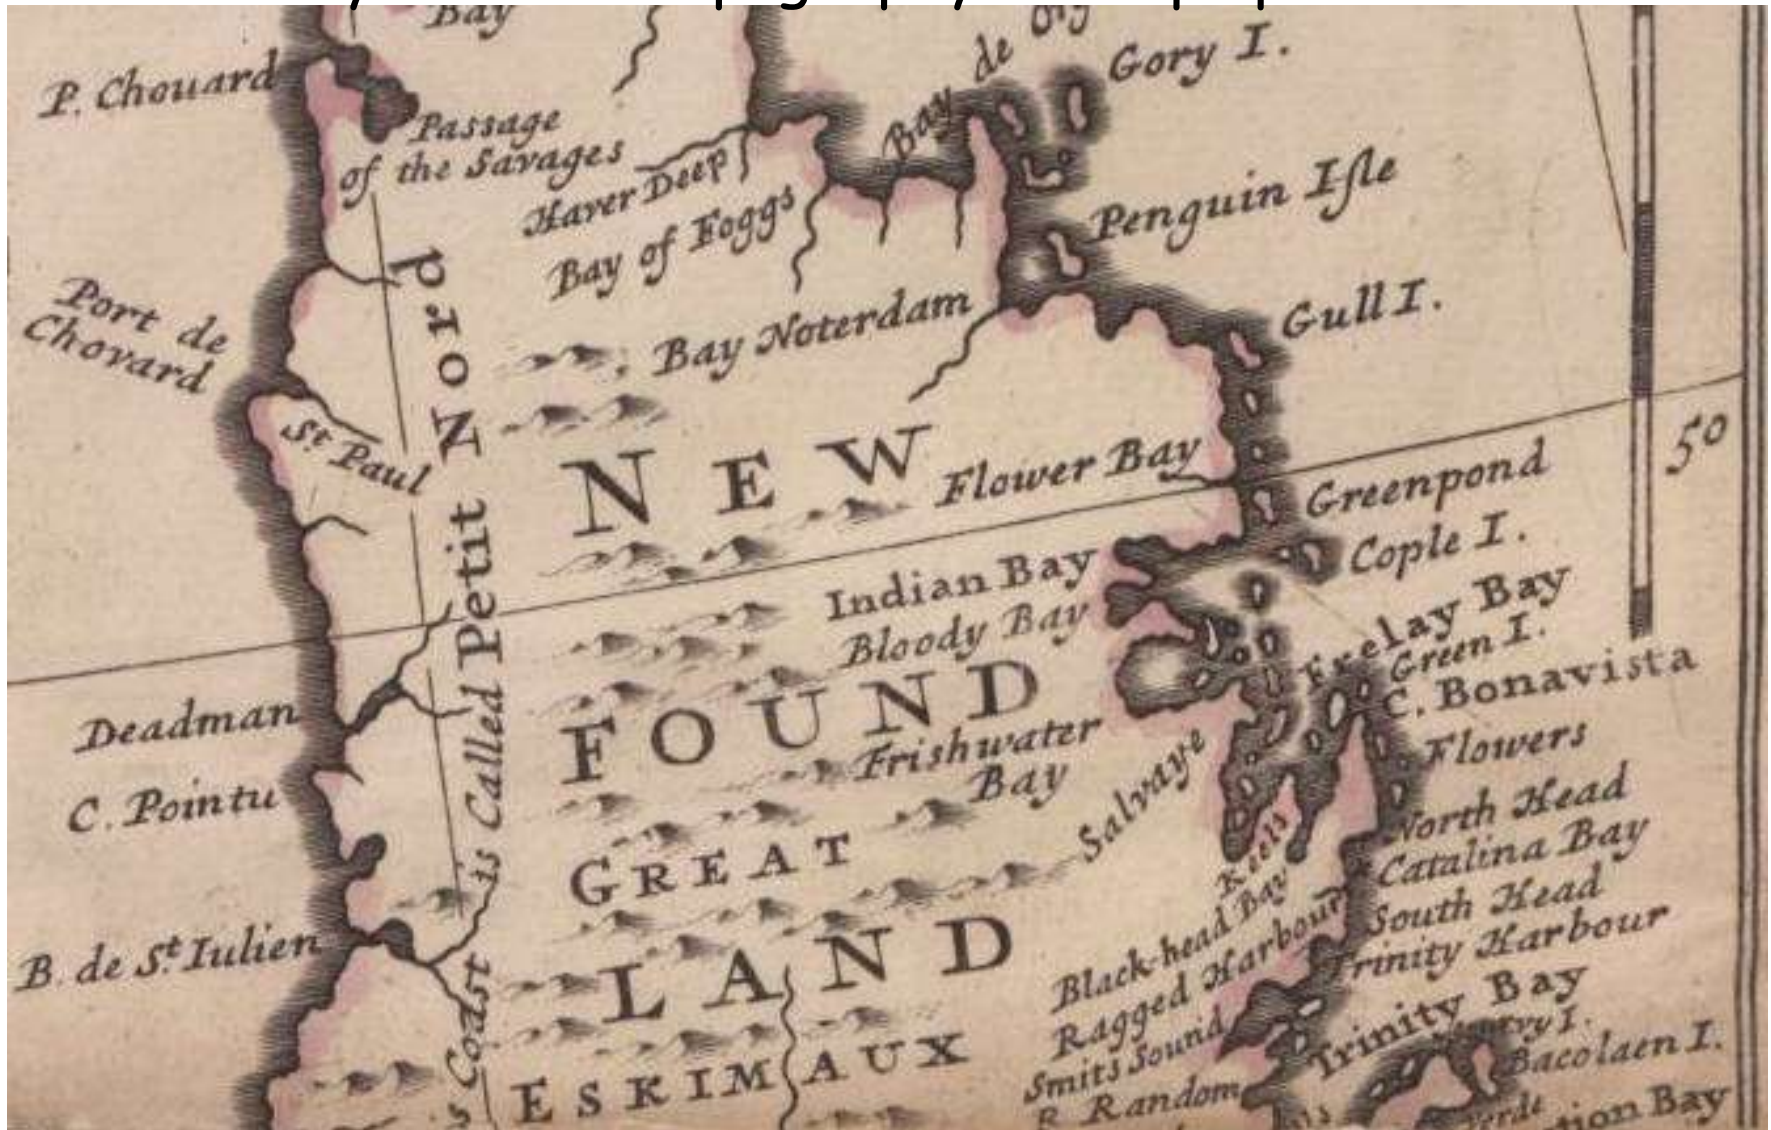 Bay
P. Chouard
Passage
of the Savages
Port de
Chovard
St Paul
Haver Deep
Bay of Foggs
Bay Noterdam
Bay de
Gory I.
Penguin Isle
Gull I.
50
NEW
Flower Bay
Greenpond
Cople I.
Indian Bay
Bloody Bay
Frelay Bay
Green I.
C. Bonavista
Deadman
C. Pointu
B. de St. Iulien
Coast is Called Petit Nord
FOUND
Frishwater
Bay
Salvaye
Flowers
North Head
Catalina Bay
South Head
Trinity Harbour
GREAT
LAND
ESKIMAUX
Keels
Black-head Bay
Ragged Harbour
Smits Sound
R. Random
Trinity Bay
Bacolaen I.
Bay